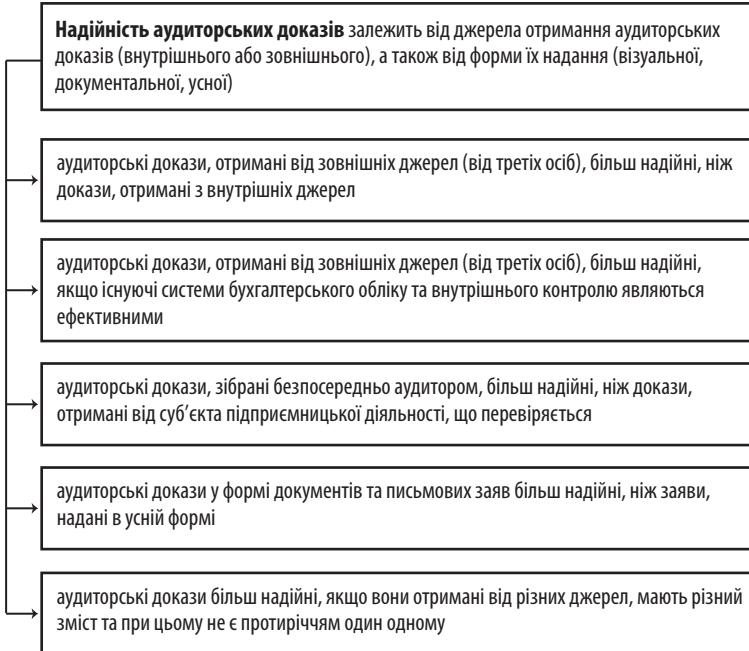 Надійність аудиторських доказів залежить від джерела отримання аудиторських
доказів (внутрішнього або зовнішнього), а також від форми їх надання (візуальної,
документальної, усної)
аудиторські докази, отримані від зовнішніх джерел (від третіх осіб), більш надійні, ніж
докази, отримані з внутрішніх джерел
аудиторські докази, отримані від зовнішніх джерел (від третіх осіб), більш надійні,
якщо існуючі системи бухгалтерського обліку та внутрішнього контролю являються
ефективними
аудиторські докази, зібрані безпосередньо аудитором, більш надійні, ніж докази,
отримані від суб’єкта підприємницької діяльності, що перевіряється
аудиторські докази у формі документів та письмових заяв більш надійні, ніж заяви,
надані в усній формі
аудиторські докази більш надійні, якщо вони отримані від різних джерел, мають різний
зміст та при цьому не є протиріччям один одному